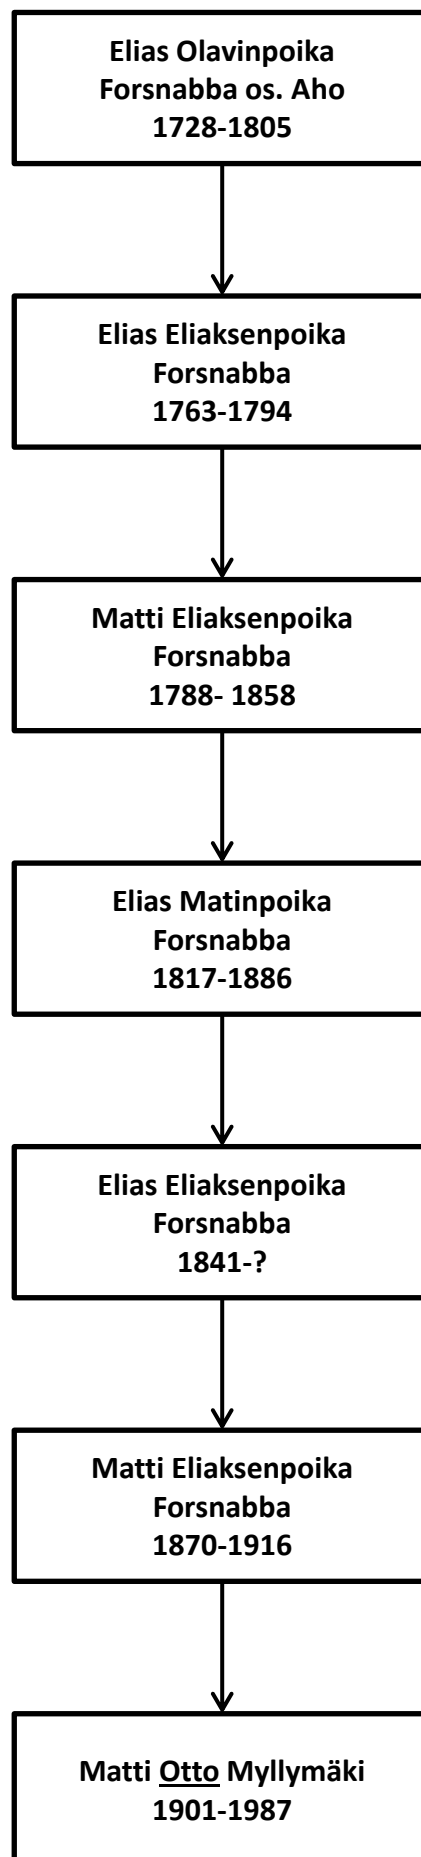 Elias Olavinpoika
Forsnabba os. Aho
1728-1805
Elias Eliaksenpoika
Forsnabba
1763-1794
Matti Eliaksenpoika
Forsnabba
1788- 1858
Elias Matinpoika
Forsnabba
1817-1886
Elias Eliaksenpoika
Forsnabba
1841-?
Matti Eliaksenpoika
Forsnabba
1870-1916
Matti Otto Myllymäki
1901-1987